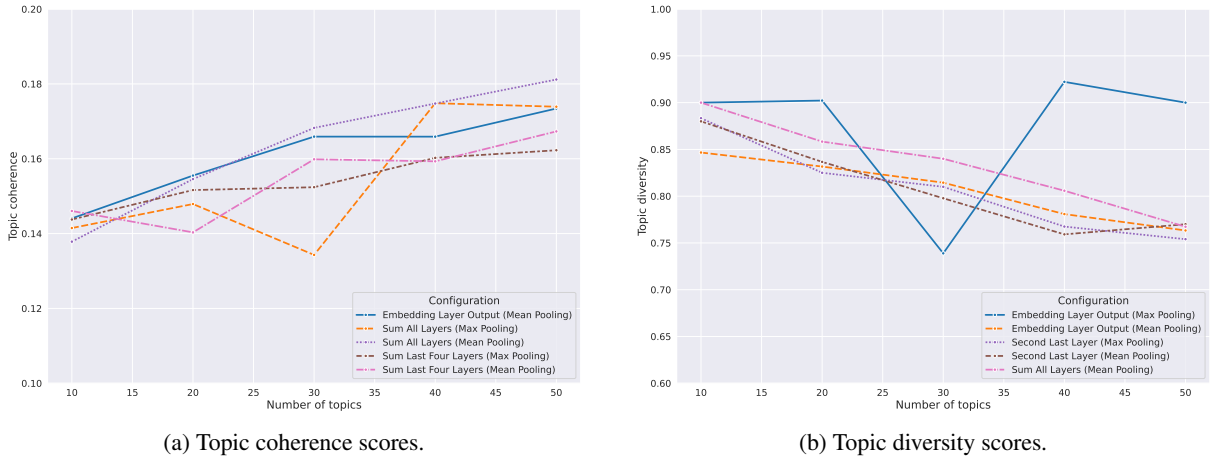 0.20
0.18
0.16
0.14
0.12
0.10
Topic coherence
10 15 20 25 30 35 40 45 50
Number of topics
Configuration
Embedding Layer Output (Mean Pooling)
Sum All Layers (Max Pooling)
Sum All Layers (Mean Pooling)
Sum Last Four Layers (Max Pooling)
Sum Last Four Layers (Mean Pooling)
(a) Topic coherence scores.
1.00
0.95
0.90
0.85
0.80
0.75
0.70
0.65
0.60
Topic diversity
10 15 20 25 30 35 40 45 50
Number of topics
Configuration
Embedding Layer Output (Max Pooling)
Embedding Layer Output (Mean Pooling)
Second Last Layer (Max Pooling)
Second Last Layer (Mean Pooling)
Sum All Layers (Mean Pooling)
(b) Topic diversity scores.